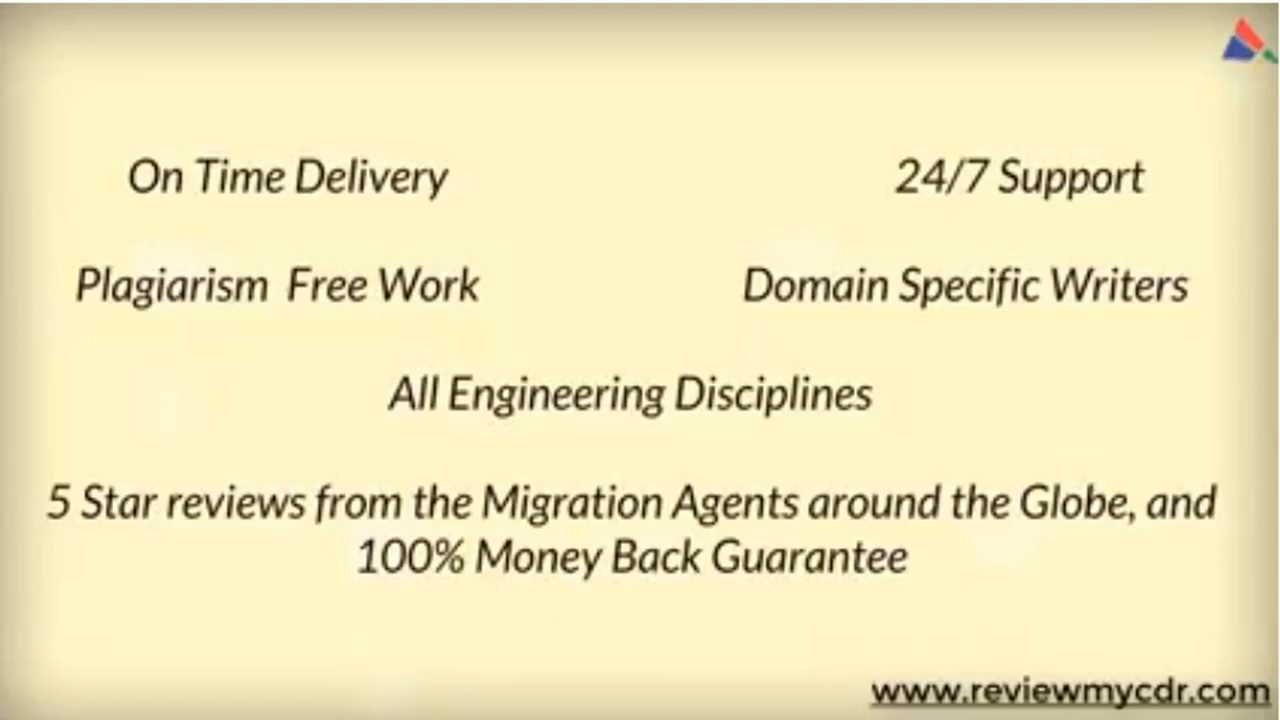 On Time Delivery
24/7 Support
Plagiarism Free Work
Domain Specific Writers
All Engineering Disciplines
5 Star reviews from the Migration Agents around the Globe, and
100% Money Back Guarantee
www.reviewmycdr.com